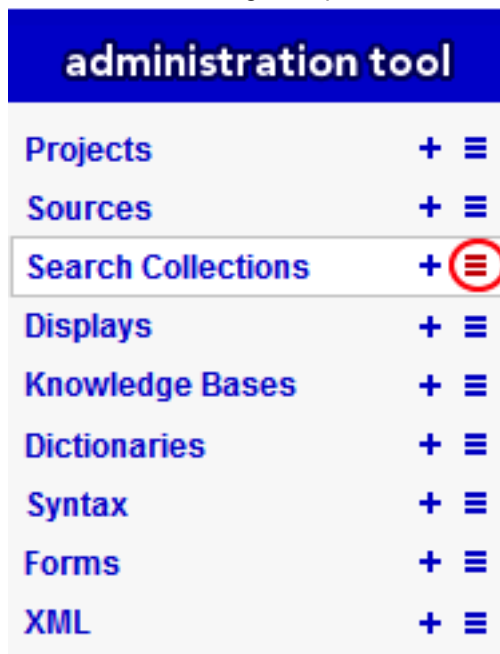 administration tool
Projects + ≡
Sources + ≡
Search Collections + ≡
Displays + ≡
Knowledge Bases + ≡
Dictionaries + ≡
Syntax + ≡
Forms + ≡
XML + ≡